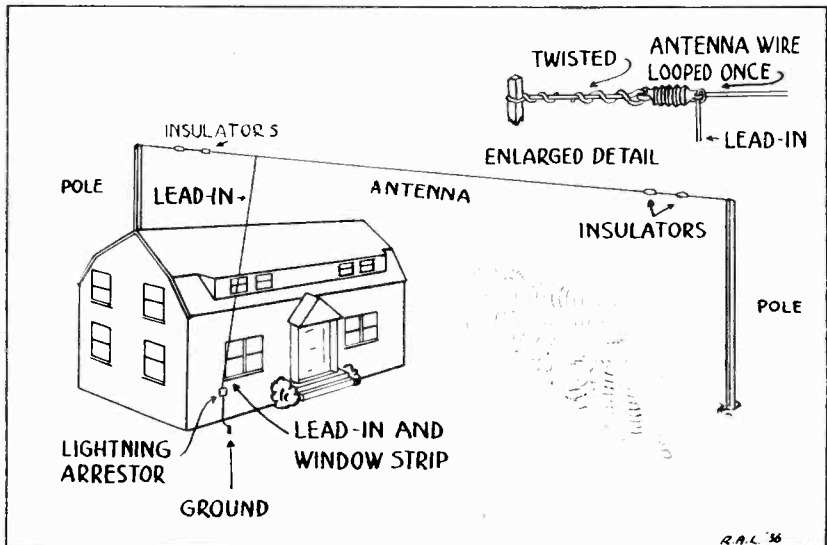 TWISTED
ANTENNA WIRE
LOOPED ONCE
INSULATORS
LEAD-IN
ENLARGED DETAIL
POLE
LEAD-IN
ANTENNA
INSULATORS
POLE
LIGHTNING
ARRESTOR
LEAD-IN AND
WINDOW STRIP
GROUND
R.A.L. '36